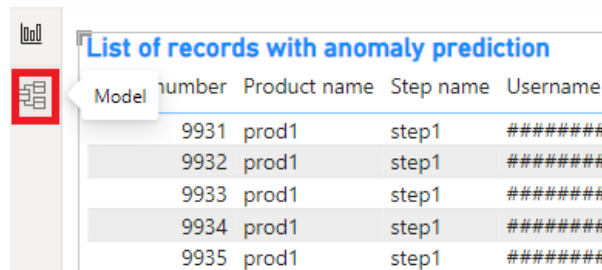 List of records with anomaly prediction
Model
number Product name Step name Username
9931 prod1 step1 ########
9932 prod1 step1 ########
9933 prod1 step1 ########
9934 prod1 step1 ########
9935 prod1 step1 ########